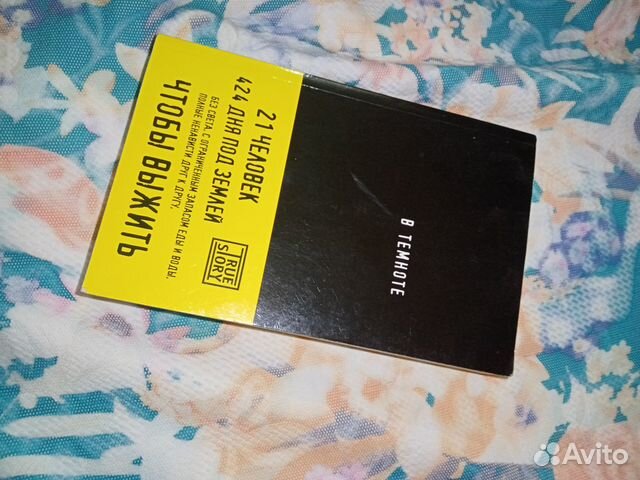 В ТЕМНОТЕ
21 ЧЕЛОВЕК
424 ДНЯ ПОД ЗЕМЛЕЙ
БЕЗ СВЕТА, С ОГРАНИЧЕННЫМ ЗАПАСОМ ЕДЫ И ВОДЫ,
ПОЛНЫЕ НЕНАВИСТИ ДРУГ К ДРУГУ,
ЧТОБЫ ВЫЖИТЬ
TRUE
STORY
Avito